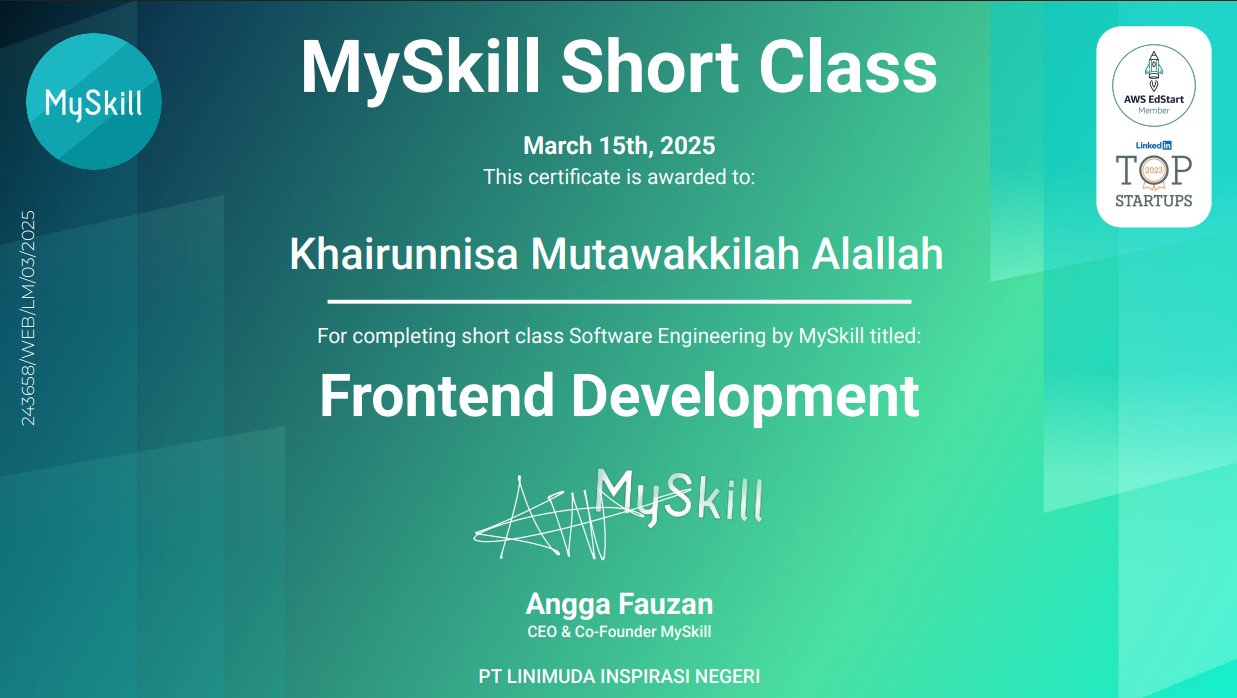 MySkill
MySkill Short Class
AWS EdStart
Member
LinkedIn
TOP
2023
STARTUPS
March 15th, 2025
This certificate is awarded to:
243658/WEB/LM/03/2025
Khairunnisa Mutawakkilah Alallah
For completing short class Software Engineering by MySkill titled:
Frontend Development
MySkill
Angga Fauzan
CEO & Co-Founder MySkill
PT LINIMUDA INSPIRASI NEGERI